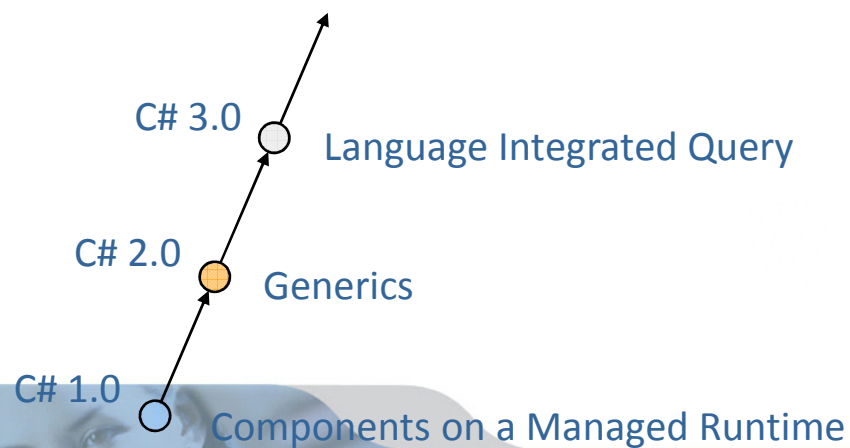 C# 3.0
Language Integrated Query
C# 2.0
Generics
C# 1.0
Components on a Managed Runtime